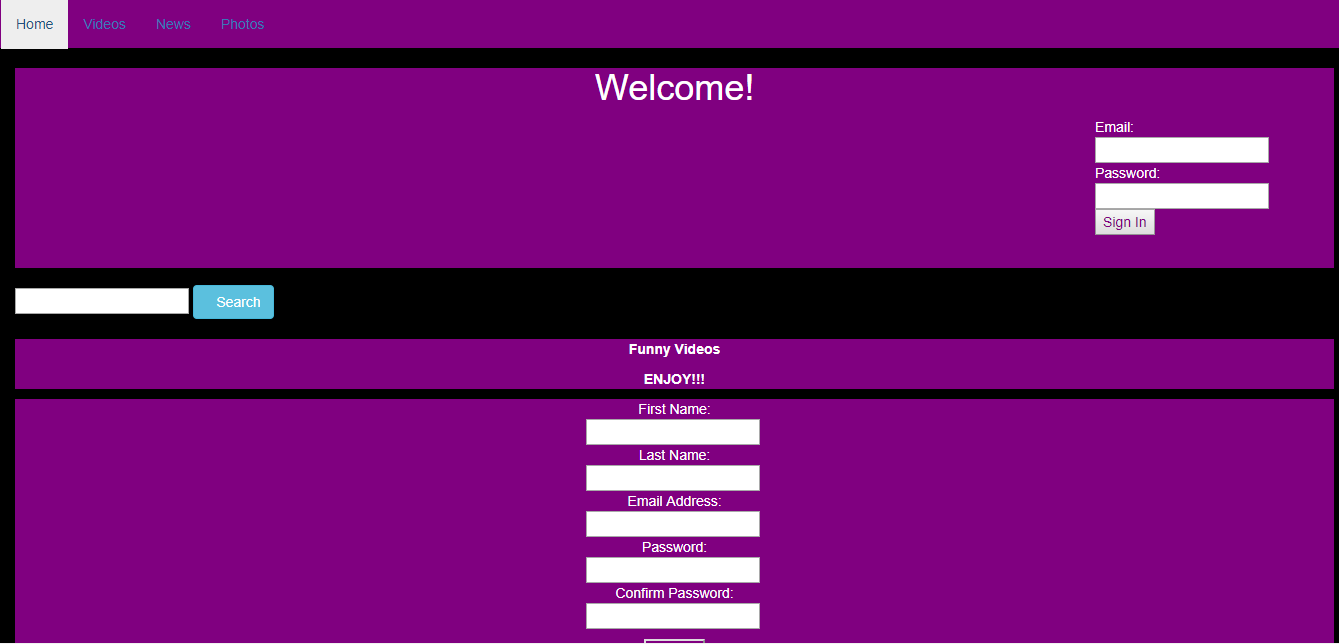 Home Videos News Photos
Welcome!
Email:
Password:
Sign In
Search
Funny Videos
ENJOY!!!
First Name:
Last Name:
Email Address:
Password:
Confirm Password: